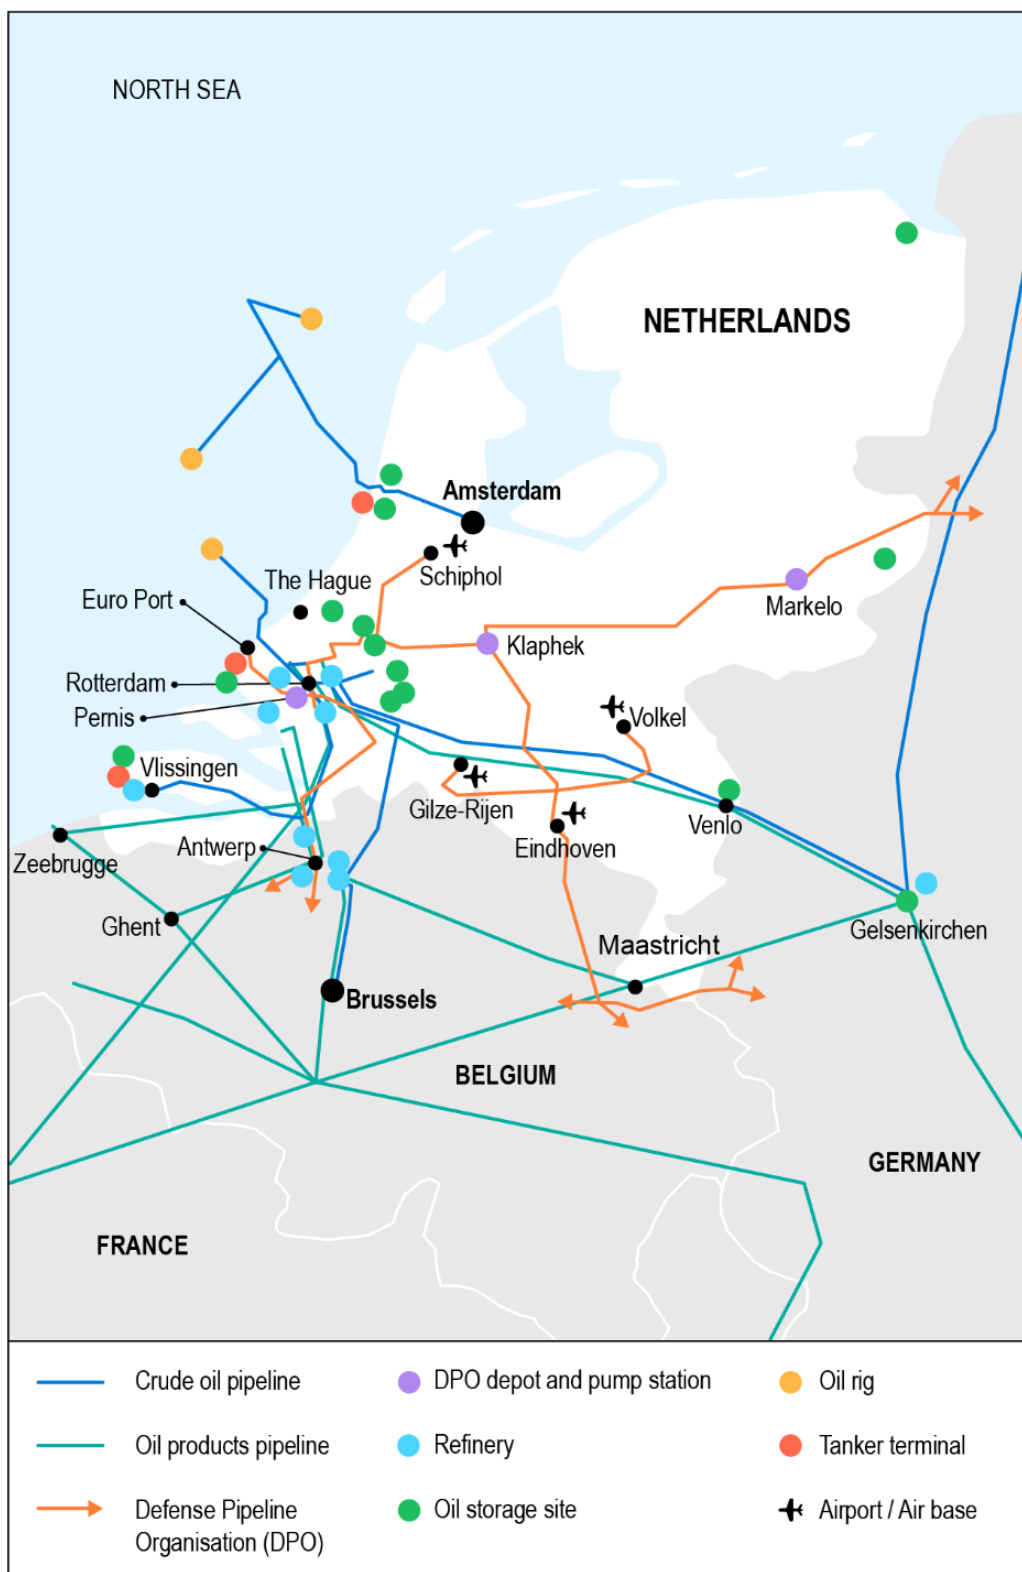 NORTH SEA
NETHERLANDS
Amsterdam
Schiphol
The Hague
Euro Port
Markelo
Klaphek
Rotterdam
Pernis
Volkel
Vlissingen
Gilze-Rijen
Venlo
Eindhoven
Antwerp
Zeebrugge
Ghent
Gelsenkirchen
Maastricht
Brussels
BELGIUM
GERMANY
FRANCE
Crude oil pipeline
DPO depot and pump station
Oil rig
Oil products pipeline
Refinery
Tanker terminal
Defense Pipeline
Organisation (DPO)
Oil storage site
Airport / Air base